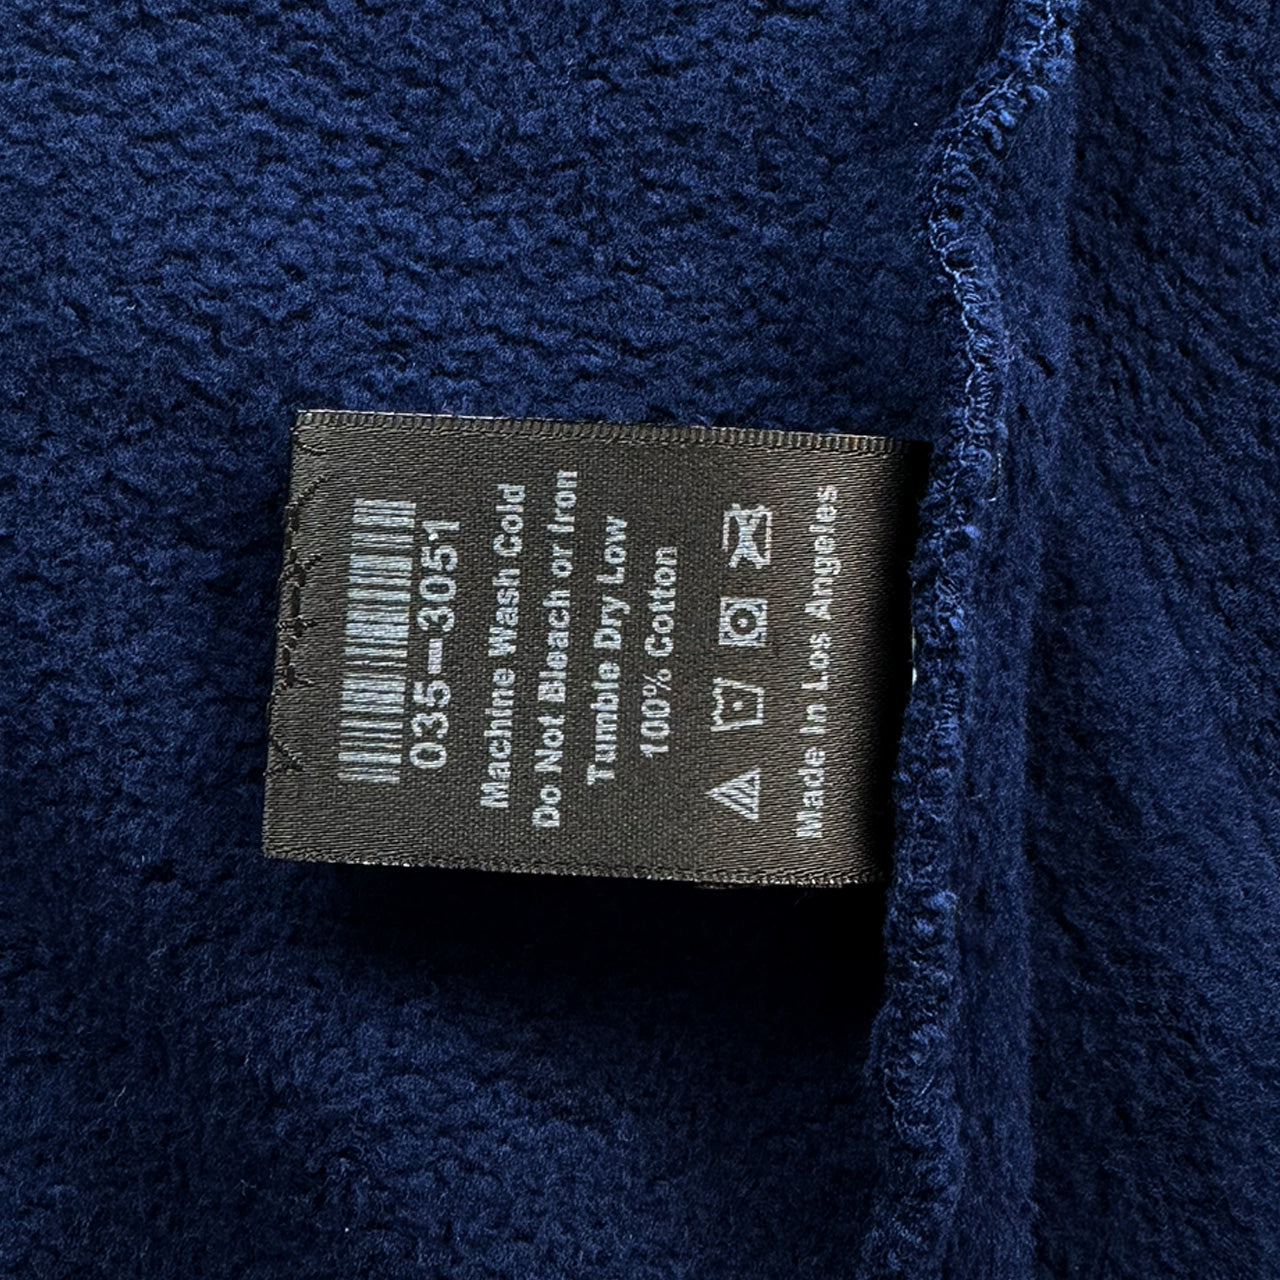 035-3051
Machine Wash Cold
Do Not Bleach or Iron
Tumble Dry Low
100% Cotton
Made In Los Angeles